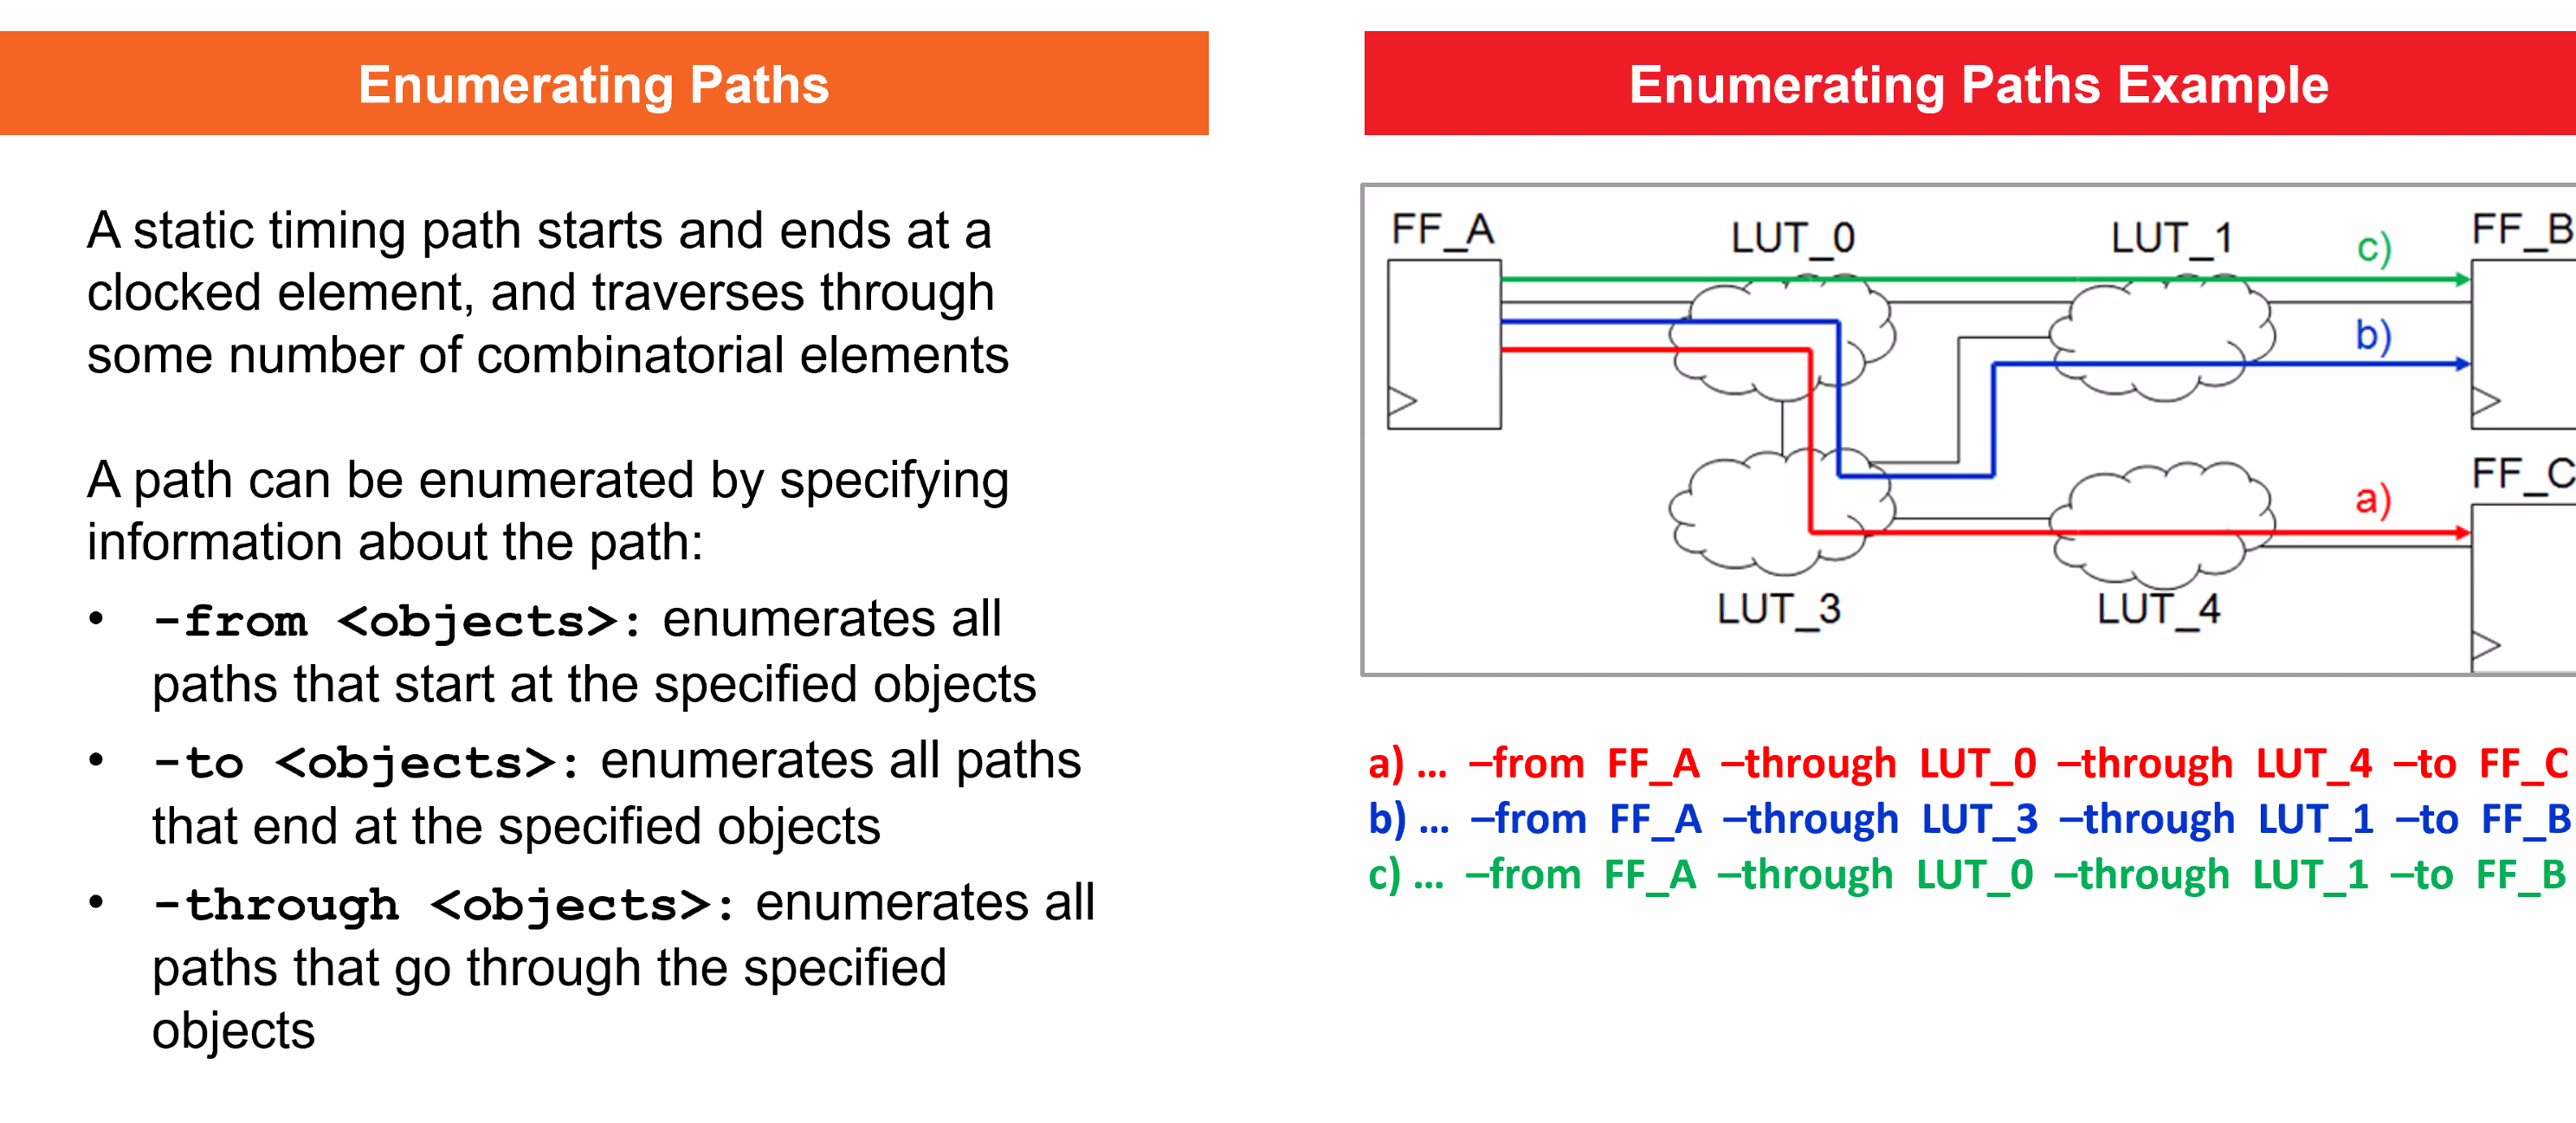 Enumerating Paths
A static timing path starts and ends at a
clocked element, and traverses through
some number of combinatorial elements
A path can be enumerated by specifying
information about the path:
• -from <objects>: enumerates all
paths that start at the specified objects
• -to <objects>: enumerates all paths
that end at the specified objects
• -through <objects>: enumerates all
paths that go through the specified
objects
Enumerating Paths Example
FF_A
LUT_0
LUT_1
c)
FF_B
b)
FF_C
a)
LUT_3
LUT_4
a) … –from FF_A –through LUT_0 –through LUT_4 –to FF_C
b) … –from FF_A –through LUT_3 –through LUT_1 –to FF_B
c) … –from FF_A –through LUT_0 –through LUT_1 –to FF_B